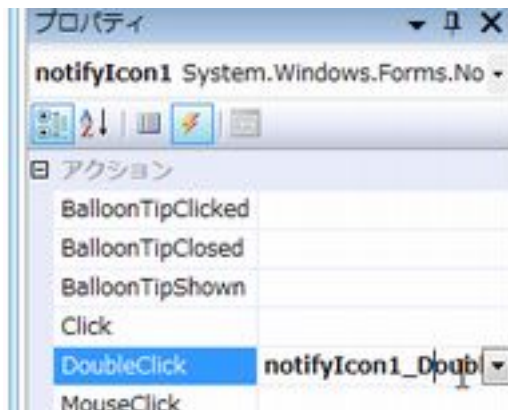 プロパティ
notifyIcon1 System.Windows.Forms.No
アクション
BalloonTipClicked
BalloonTipClosed
BalloonTipShown
Click
DoubleClick notifyIcon1_Doubl
MouseClick